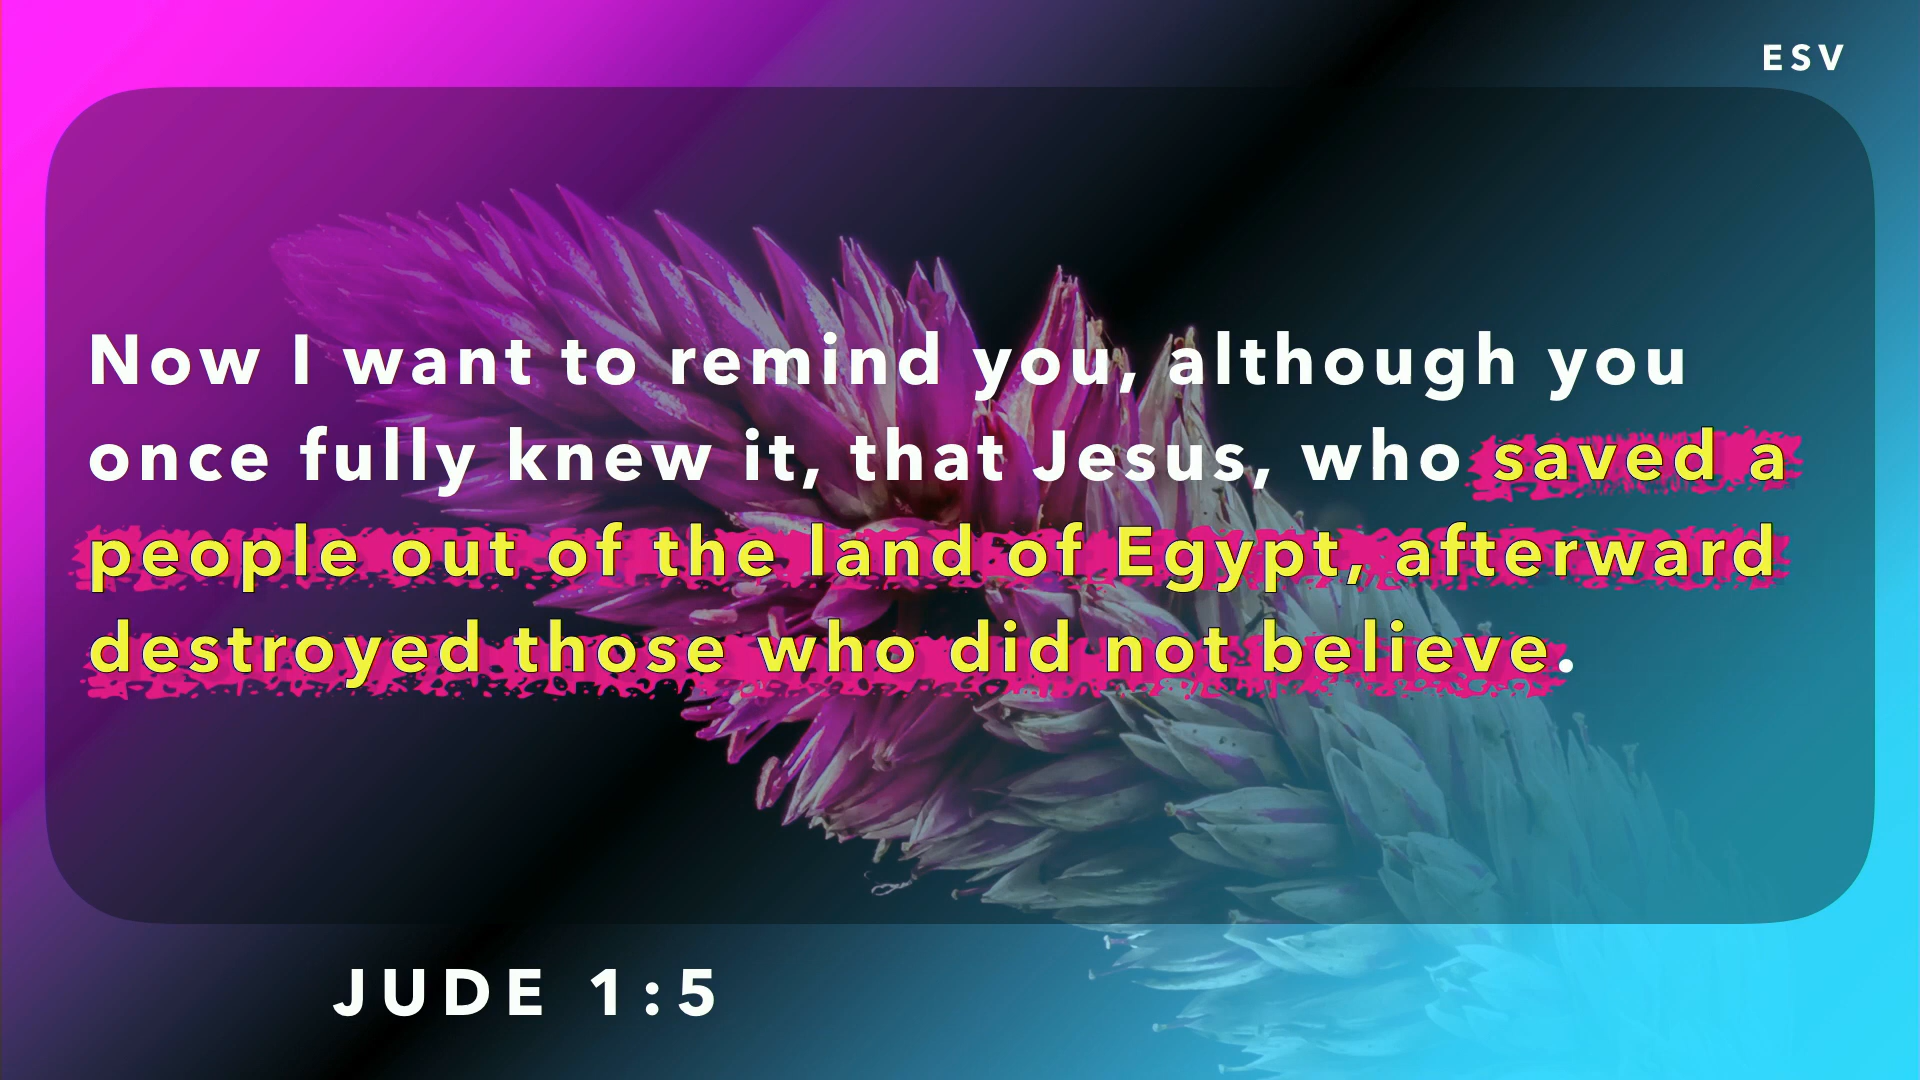 ESV
Now I want to remind you, although you
once fully knew it, that Jesus, who saved a
people out of the land of Egypt, afterward
destroyed those who did not believe.
JUDE 1:5